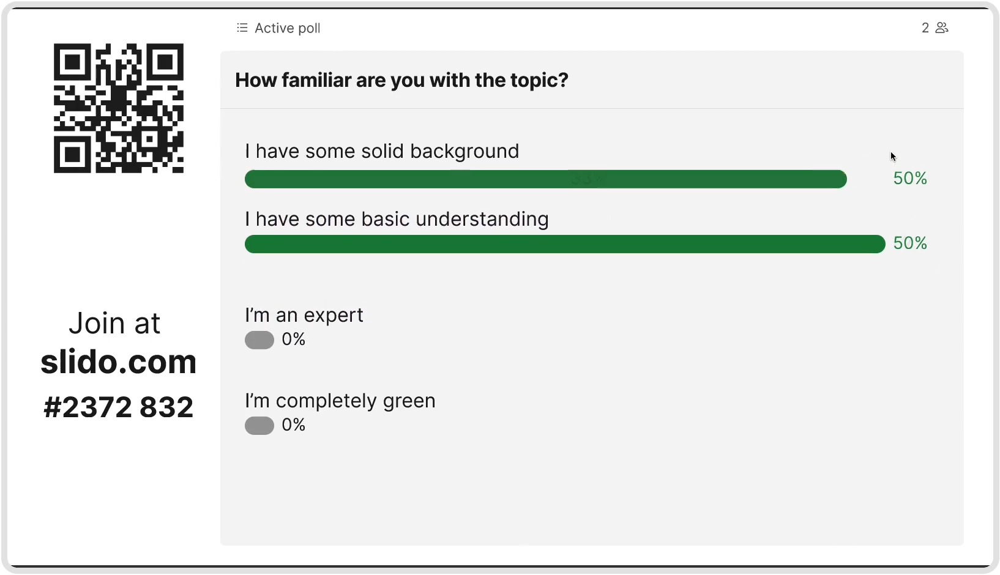 Active poll
2
How familiar are you with the topic?
I have some solid background
50%
I have some basic understanding
50%
I’m an expert
0%
I’m completely green
0%
Join at
slido.com
#2372 832